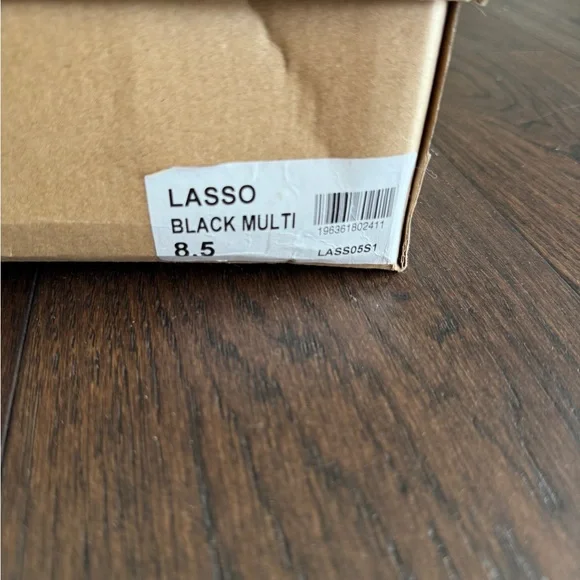 LASSO
BLACK MULTI
8.5
196361802411
LASS05S1